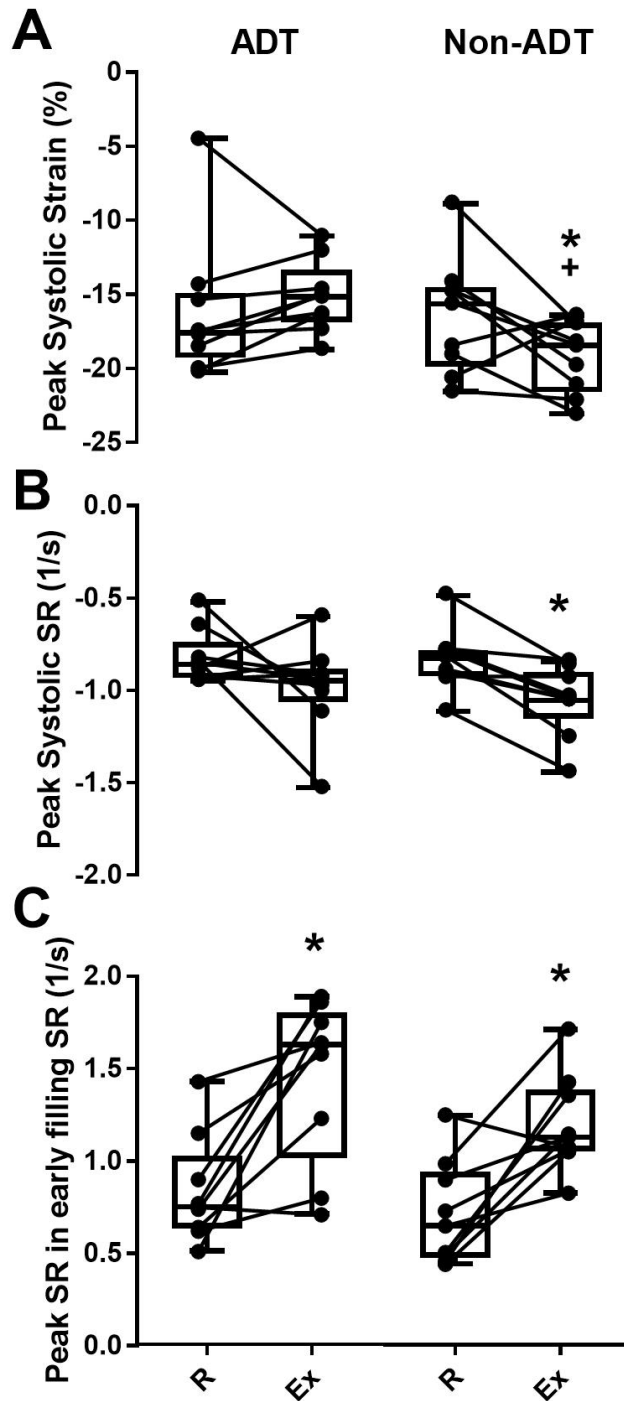 A
ADT
Non-ADT
Peak Systolic Strain (%)
0
-5
-10
-15
-20
-25
*
+
B
Peak Systolic SR (1/s)
0.0
-0.5
-1.0
-1.5
-2.0
*
C
Peak SR in early filling SR (1/s)
2.0
1.5
1.0
0.5
0.0
*
*
R
Ex
R
Ex